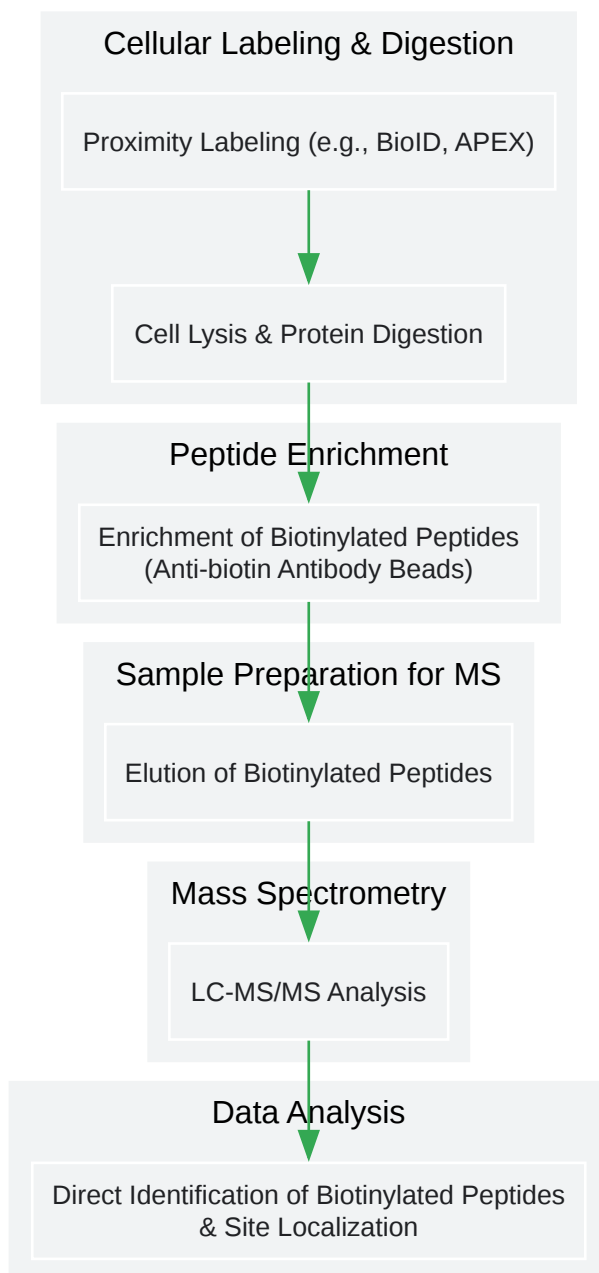 Cellular Labeling & Digestion
Proximity Labeling (e.g., BioID, APEX)
Cell Lysis & Protein Digestion
Peptide Enrichment
Enrichment of Biotinylated Peptides
(Anti-biotin Antibody Beads)
Sample Preparation for MS
Elution of Biotinylated Peptides
Mass Spectrometry
LC-MS/MS Analysis
Data Analysis
Direct Identification of Biotinylated Peptides
& Site Localization